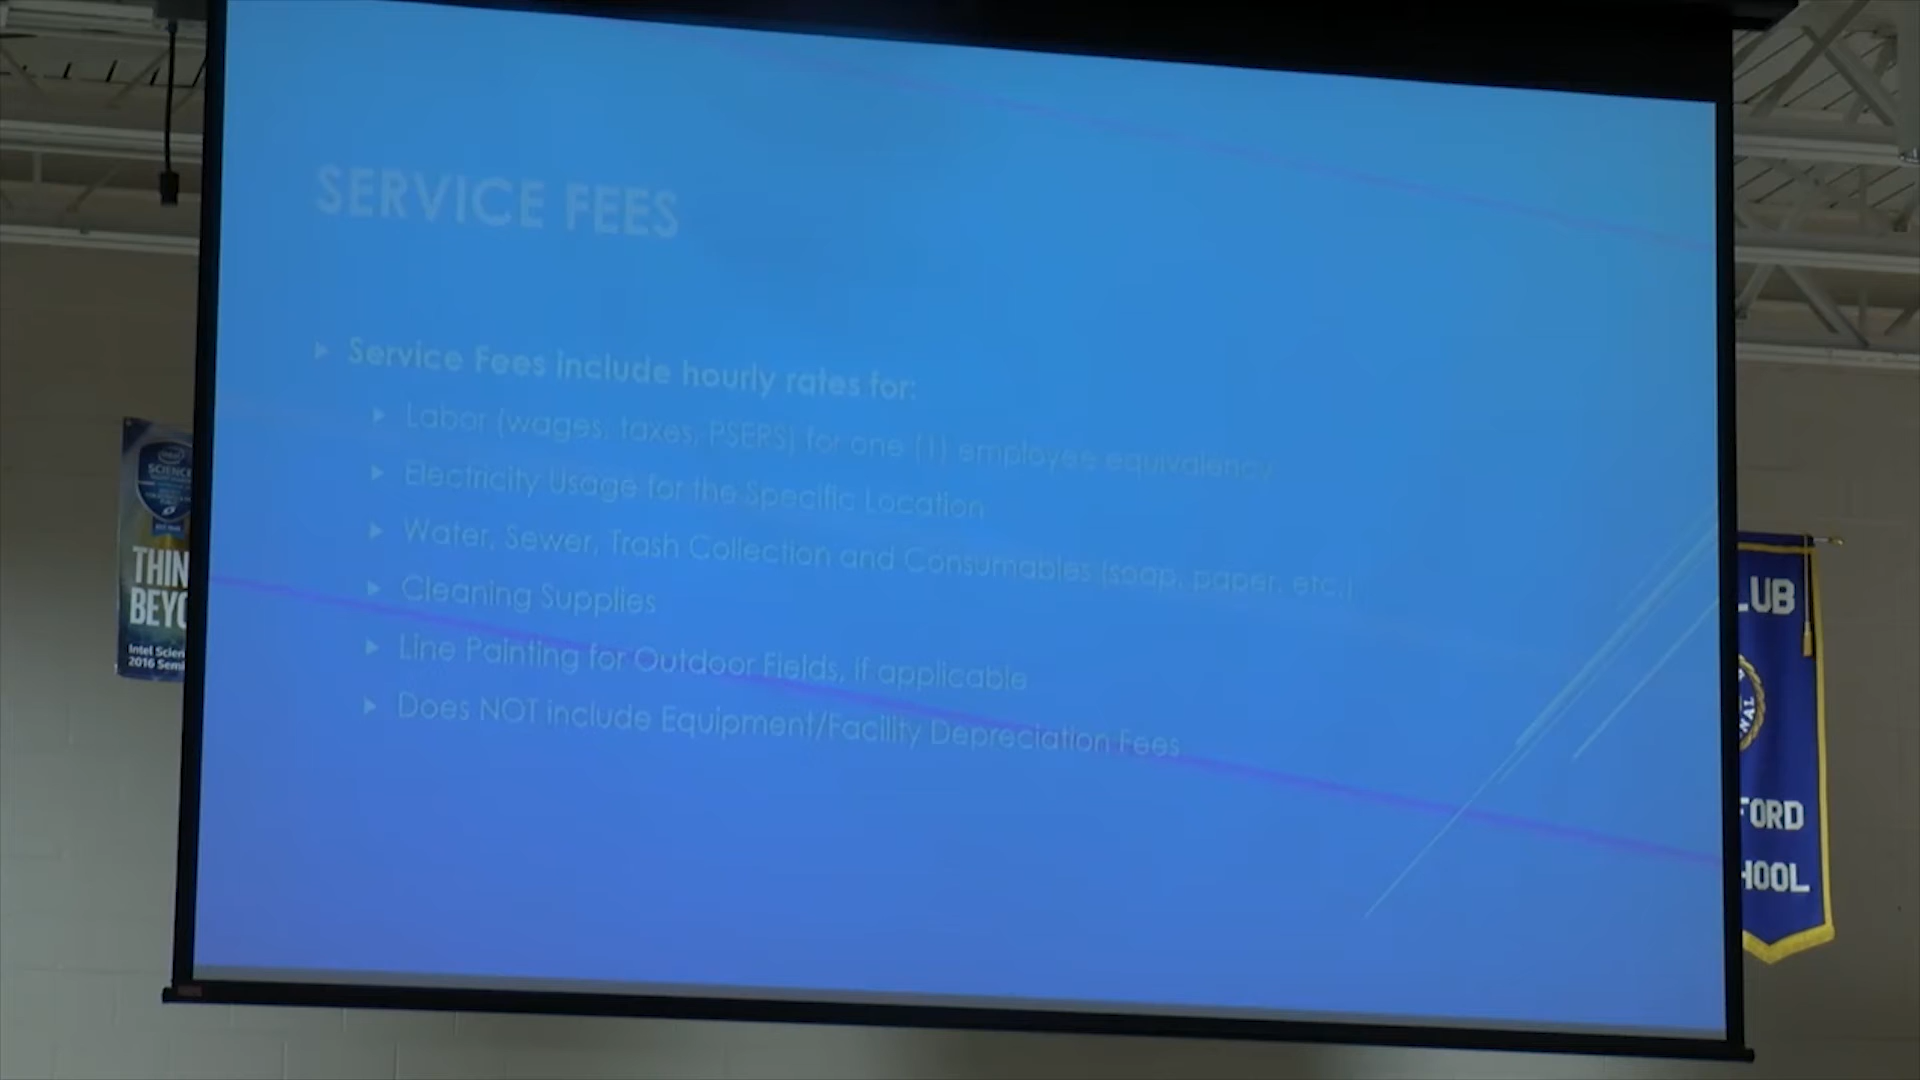 SERVICE FEES
Service Fees include hourly rates for:
Labor (wages, taxes, PSERS) for one (1) employee equivalency
Electricity Usage for the Specific Location
Water, Sewer, Trash Collection and Consumables (soap, paper, etc.)
Cleaning Supplies
Line Painting for Outdoor Fields, if applicable
Does NOT include Equipment/Facility Depreciation Fees
intel
SCIENCE
THIN
BEYO
Intel Scien
2016 Semi
LUB
NAL
FORD
HOOL